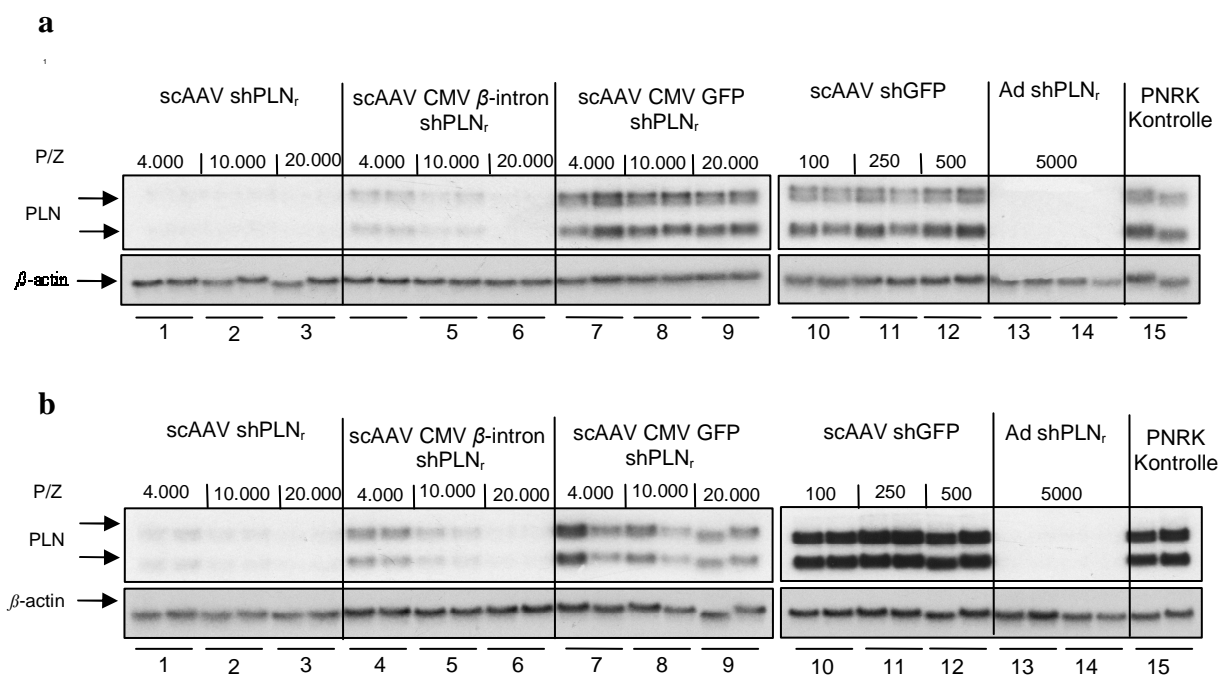 a
scAAV shPLNr
scAAV CMV β-intron
shPLNr
scAAV CMV GFP
shPLNr
scAAV shGFP
Ad shPLNr
PNRK
Kontrolle
P/Z
4.000 10.000 20.000 4.000 10.000 20.000 4.000 10.000 20.000 100 250 500 5000
PLN
β-actin
1 2 3 5 6 7 8 9 10 11 12 13 14 15
b
scAAV shPLNr
scAAV CMV β-intron
shPLNr
scAAV CMV GFP
shPLNr
scAAV shGFP
Ad shPLNr
PNRK
Kontrolle
P/Z
4.000 10.000 20.000 4.000 10.000 20.000 4.000 10.000 20.000 100 250 500 5000
PLN
β-actin
1 2 3 4 5 6 7 8 9 10 11 12 13 14 15